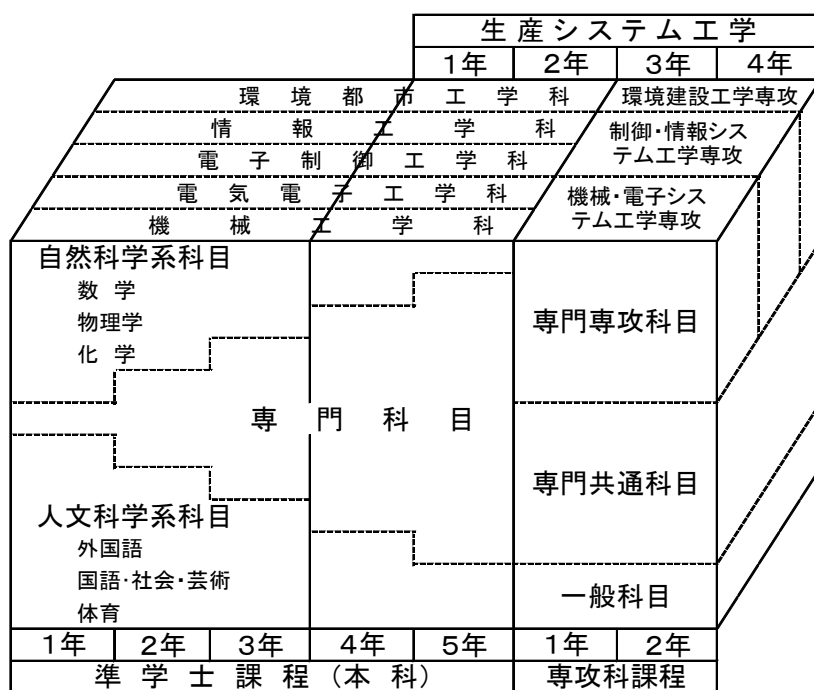 生産システム工学
1年 2年 3年 4年
環境都市工学科 環境建設工学専攻
情報工学科 制御・情報シス
テム工学専攻
電子制御工学科
電気電子工学科 機械・電子シス
テム工学専攻
機械工学科
自然科学系科目
数学
物理学
化学
専門専攻科目
専門科目
専門共通科目
人文科学系科目
外国語
国語・社会・芸術
体育
一般科目
1年 2年 3年 4年 5年 1年 2年
準学士課程(本科) 専攻科課程